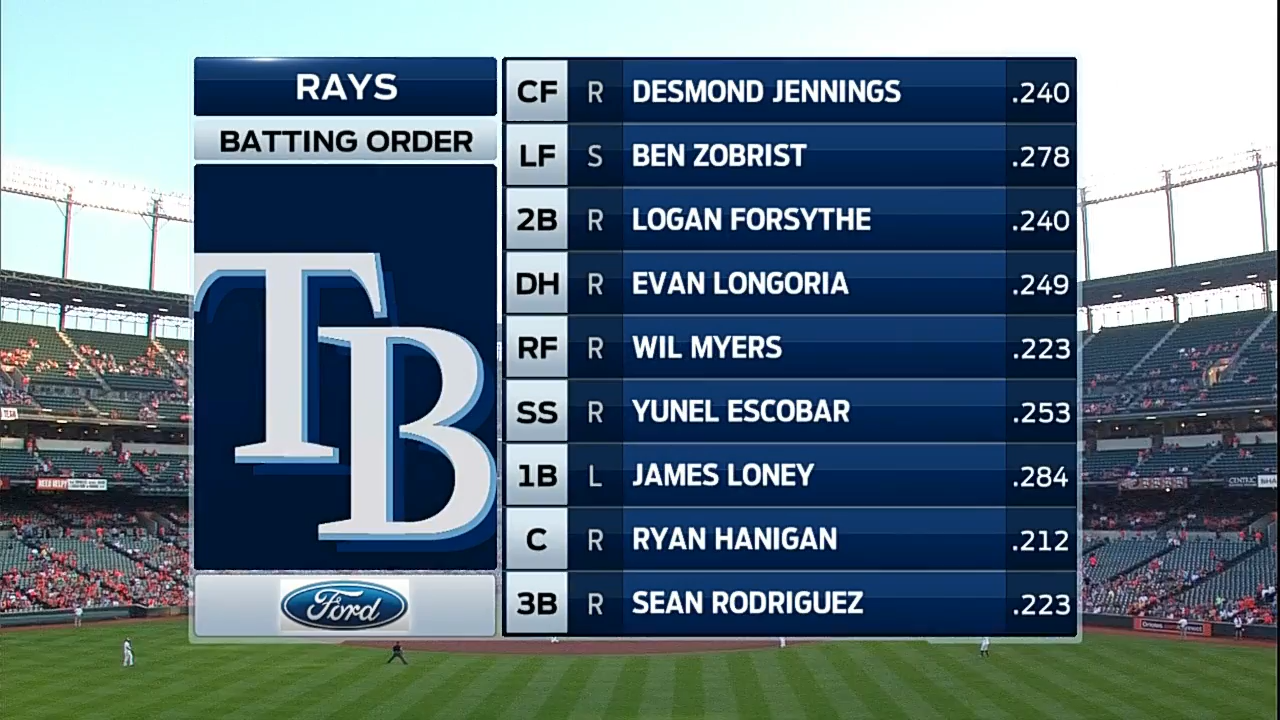 RAYS
BATTING ORDER
TB
Ford
CF R DESMOND JENNINGS .240
LF S BEN ZOBRIST .278
2B R LOGAN FORSYTHE .240
DH R EVAN LONGORIA .249
RF R WIL MYERS .223
SS R YUNEL ESCOBAR .253
1B L JAMES LONEY .284
C R RYAN HANIGAN .212
3B R SEAN RODRIGUEZ .223
NEED HELP?